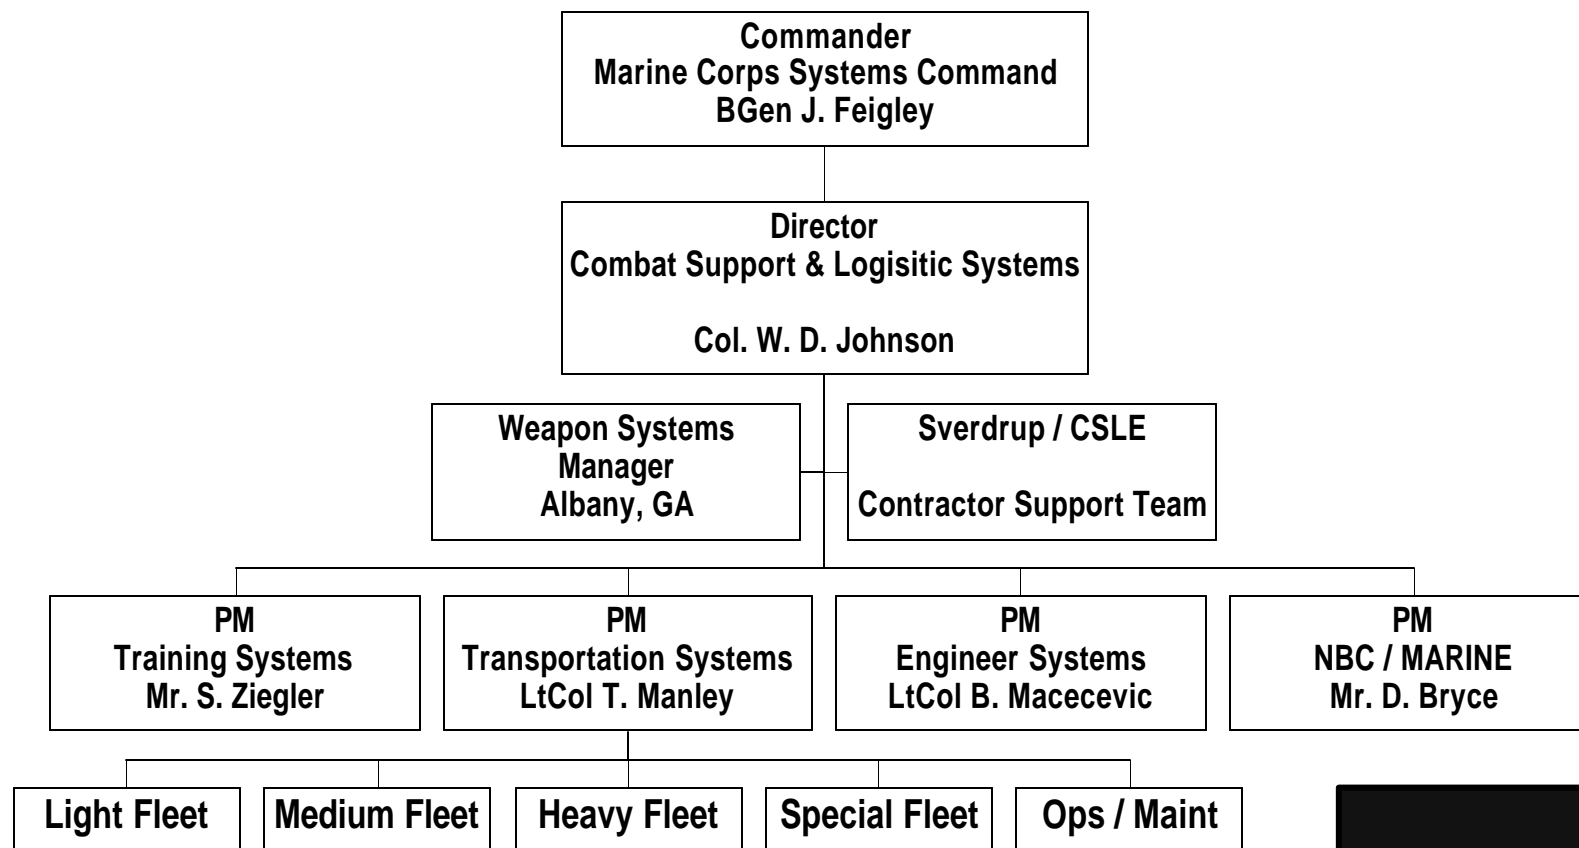 Commander
Marine Corps Systems Command
BGen J. Feigley
Director
Combat Support & Logisitic Systems
Col. W. D. Johnson
Weapon Systems
Manager
Albany, GA
Sverdrup / CSLE
Contractor Support Team
PM
Training Systems
Mr. S. Ziegler
PM
Transportation Systems
LtCol T. Manley
PM
Engineer Systems
LtCol B. Macecevic
PM
NBC / MARINE
Mr. D. Bryce
Light Fleet
Medium Fleet
Heavy Fleet
Special Fleet
Ops / Maint